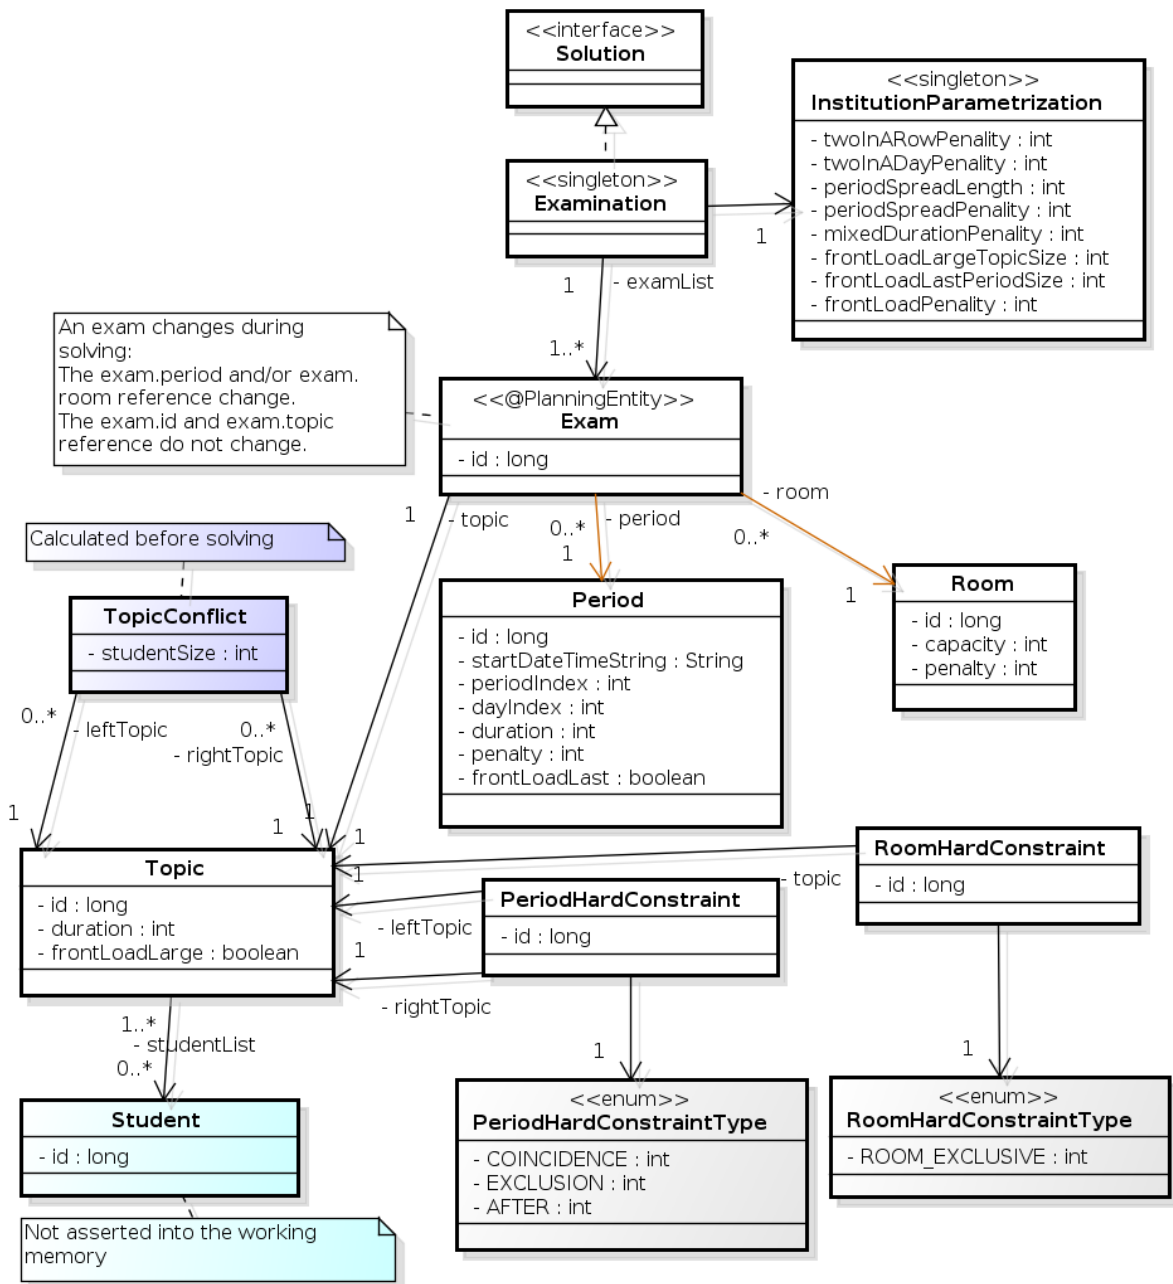 <<interface>>
Solution
<<singleton>>
InstitutionParametrization
- twoInARowPenality : int
- twoInADayPenality : int
- periodSpreadLength : int
- periodSpreadPenality : int
- mixedDurationPenality : int
- frontLoadLargeTopicSize : int
- frontLoadLastPeriodSize : int
- frontLoadPenality : int
<<singleton>>
Examination
1
1
- examList
1..*
An exam changes during
solving:
The exam.period and/or exam.
room reference change.
The exam.id and exam.topic
reference do not change.
<<@PlanningEntity>>
Exam
- id : long
1
- topic
0..*
- period
1
- room
0..*
1
Calculated before solving
TopicConflict
- studentSize : int
0..*
- leftTopic
0..*
- rightTopic
1
1
1
1
Period
- id : long
- startDateTimeString : String
- periodIndex : int
- dayIndex : int
- duration : int
- penalty : int
- frontLoadLast : boolean
Room
- id : long
- capacity : int
- penalty : int
Topic
- id : long
- duration : int
- frontLoadLarge : boolean
1
- leftTopic
1
- rightTopic
- topic
PeriodHardConstraint
- id : long
RoomHardConstraint
- id : long
1..*
- studentList
0..*
1
1
Student
- id : long
Not asserted into the working
memory
<<enum>>
PeriodHardConstraintType
- COINCIDENCE : int
- EXCLUSION : int
- AFTER : int
<<enum>>
RoomHardConstraintType
- ROOM_EXCLUSIVE : int